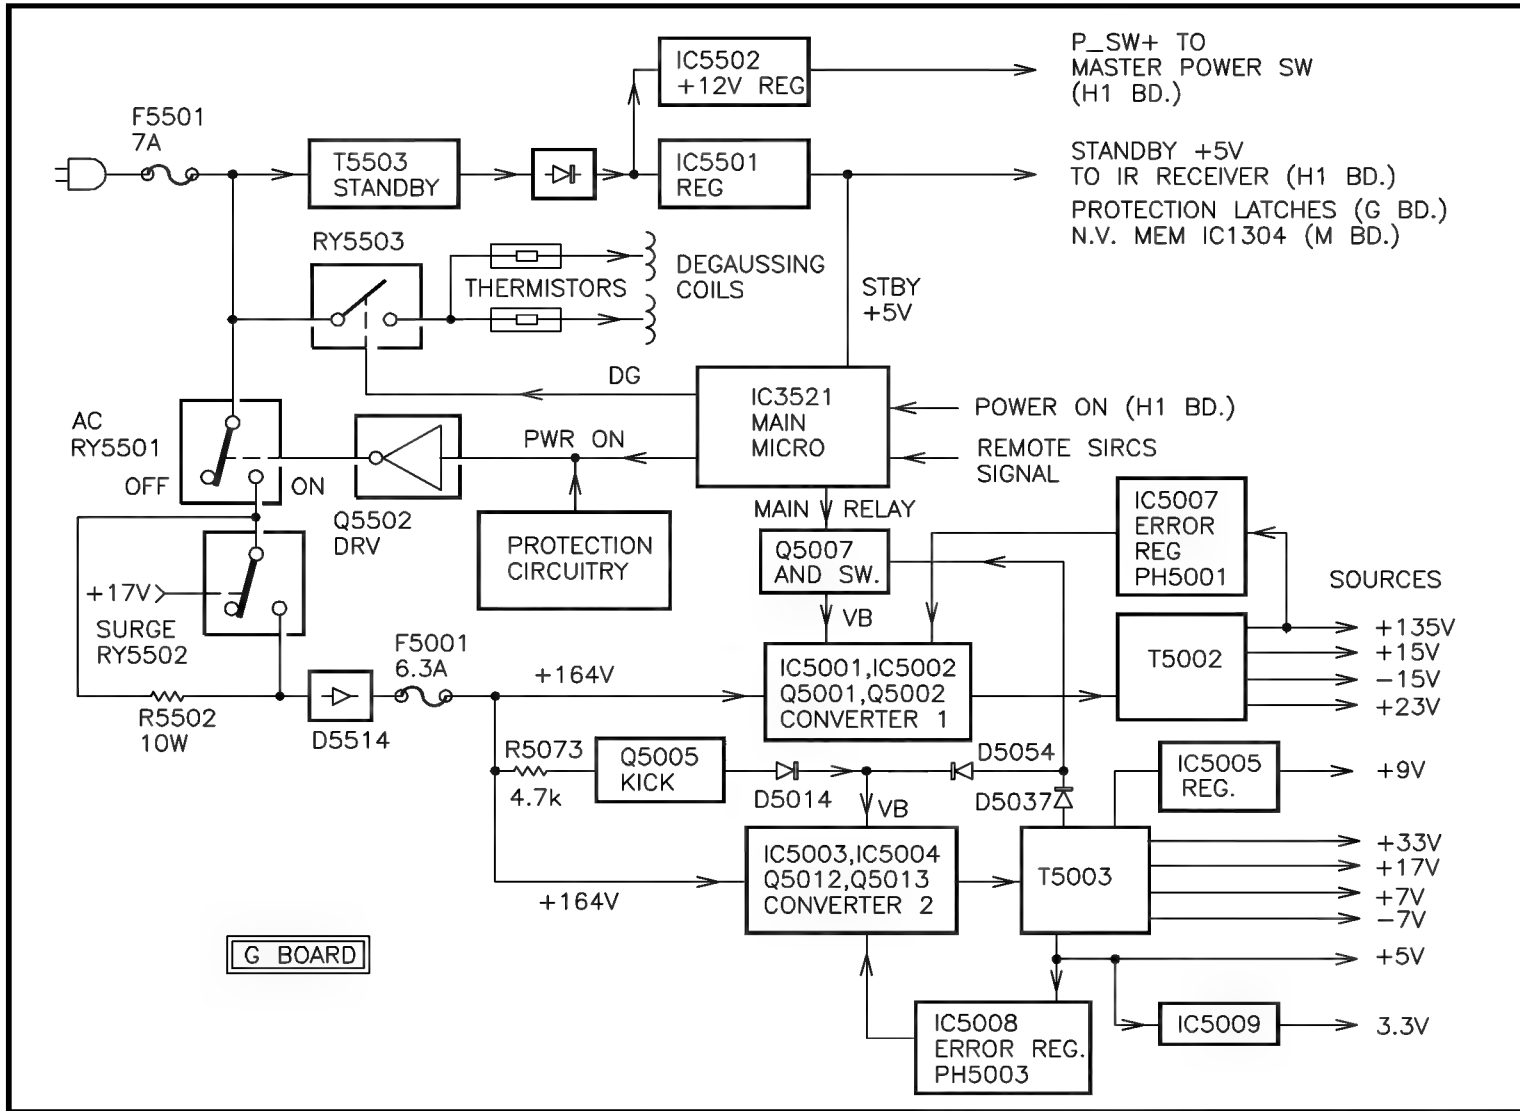 P_SW+ TO
MASTER POWER SW
(H1 BD.)
IC5502
+12V REG
F5501
7A
T5503
STANDBY
IC5501
REG
STANDBY +5V
TO IR RECEIVER (H1 BD.)
PROTECTION LATCHES (G BD.)
N.V. MEM IC1304 (M BD.)
RY5503
THERMISTORS
DEGAUSSING
COILS
STBY
+5V
DG
IC3521
MAIN
MICRO
POWER ON (H1 BD.)
REMOTE SIRCS
SIGNAL
AC
RY5501
OFF
ON
PWR ON
Q5502
DRV
PROTECTION
CIRCUITRY
MAIN RELAY
Q5007
AND SW.
VB
IC5007
ERROR
REG
PH5001
SOURCES
+17V
SURGE
RY5502
R5502
10W
D5514
F5001
6.3A
+164V
IC5001,IC5002
Q5001,Q5002
CONVERTER 1
T5002
+135V
+15V
-15V
+23V
R5073
4.7k
Q5005
KICK
D5014
VB
D5054
D5037
IC5005
REG.
+9V
+164V
IC5003,IC5004
Q5012,Q5013
CONVERTER 2
T5003
+33V
+17V
+7V
-7V
+5V
G BOARD
IC5008
ERROR REG.
PH5003
IC5009
3.3V